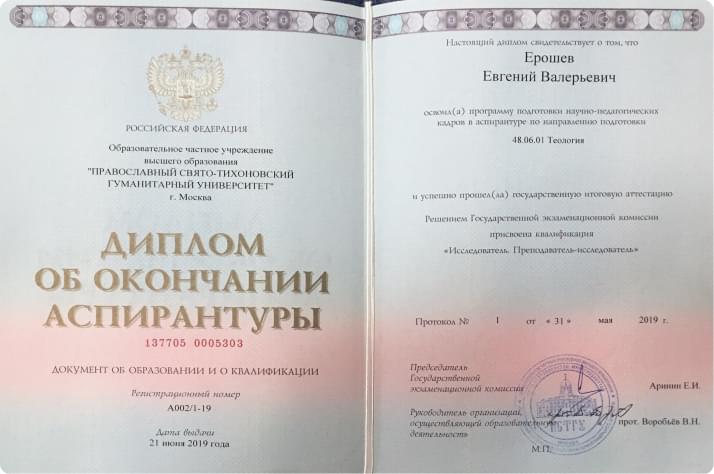 РОССИЙСКАЯ ФЕДЕРАЦИЯ
Образовательное частное учреждение
высшего образования
"ПРАВОСЛАВНЫЙ СВЯТО-ТИХОНОВСКИЙ
ГУМАНИТАРНЫЙ УНИВЕРСИТЕТ"
г. Москва
ДИПЛОМ
ОБ ОКОНЧАНИИ
АСПИРАНТУРЫ
137705 0005303
ДОКУМЕНТ ОБ ОБРАЗОВАНИИ И О КВАЛИФИКАЦИИ
Регистрационный номер
А002/1-19
Дата выдачи
21 июня 2019 года
Настоящий диплом свидетельствует о том, что
Ерошев
Евгений Валерьевич
освоил(а) программу подготовки научно-педагогических
кадров в аспирантуре по направлению подготовки
48.06.01 Теология
и успешно прошел(ла) государственную итоговую аттестацию
Решением Государственной экзаменационной комиссии
присвоена квалификация
«Исследователь. Преподаватель-исследователь»
Протокол № 1 от « 31 » мая 2019 г.
Председатель
Государственной
экзаменационной комиссии Аринин Е.И.
Руководитель организации,
осуществляющей образовательную прот. Воробьёв В.Н.
деятельность
М.П.
ПСТГУ